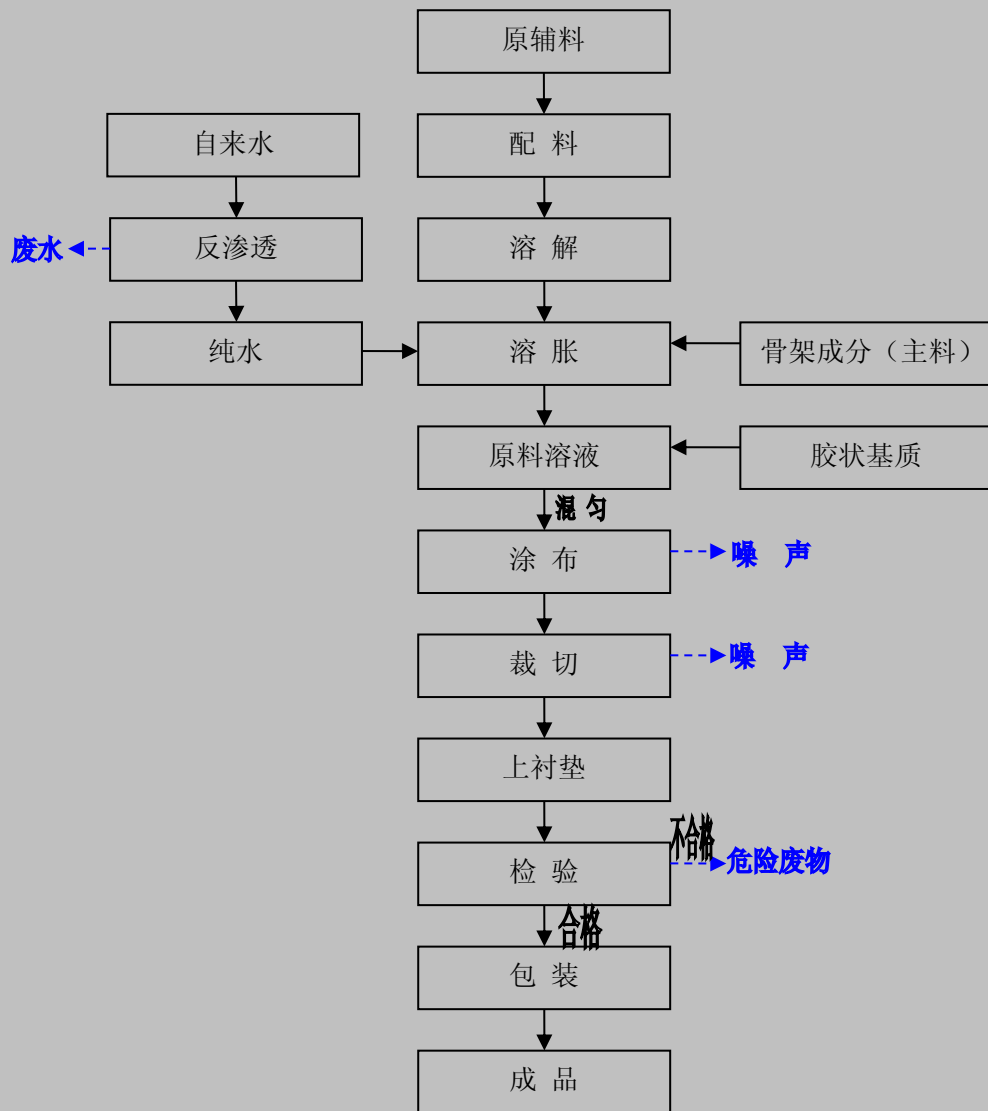 原辅料
自来水
配 料
废水
反渗透
溶 解
纯水
溶 胀
骨架成分（主料）
原料溶液
胶状基质
混 匀
涂 布
噪 声
裁 切
噪 声
上衬垫
不合格
检 验
危险废物
合格
包 装
成 品